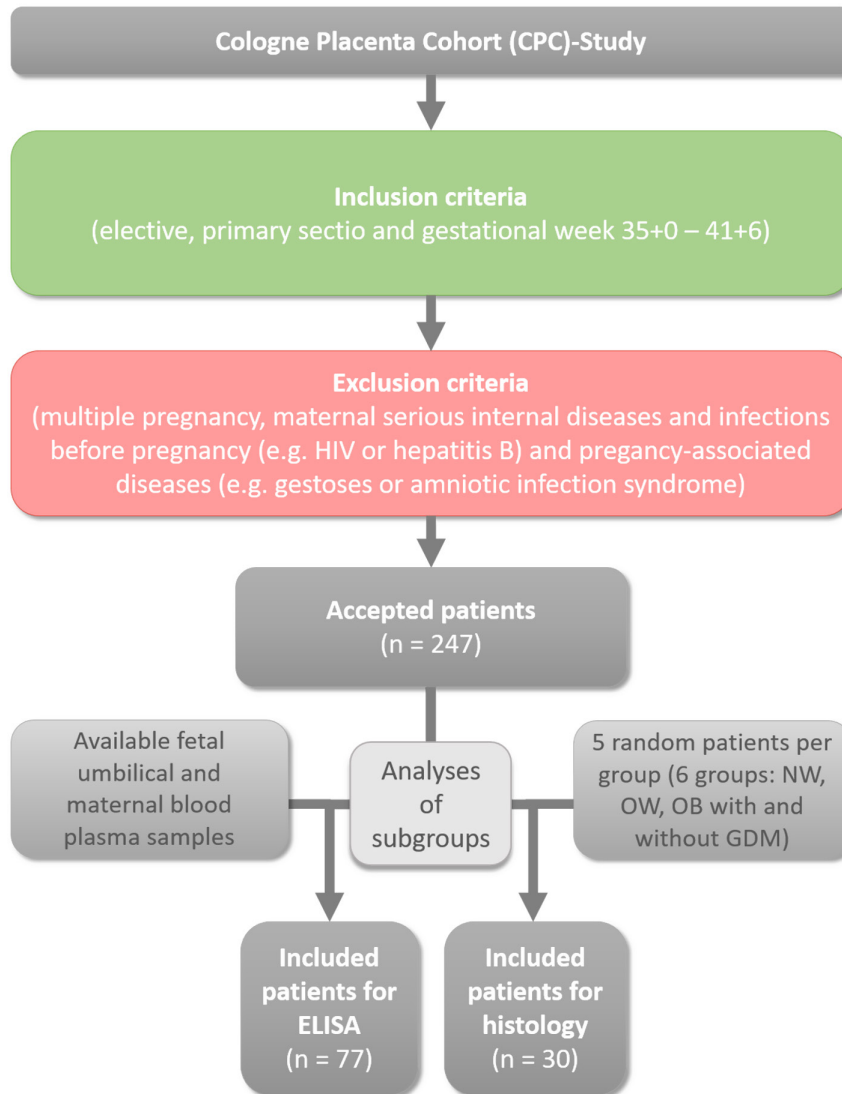 Cologne Placenta Cohort (CPC)-Study
Inclusion criteria
(elective, primary sectio and gestational week 35+0 – 41+6)
Exclusion criteria
(multiple pregnancy, maternal serious internal diseases and infections
before pregnancy (e.g. HIV or hepatitis B) and pregancy-associated
diseases (e.g. gestoses or amniotic infection syndrome)
Accepted patients
(n = 247)
Available fetal
umbilical and
maternal blood
plasma samples
Analyses
of
subgroups
5 random patients per
group (6 groups: NW,
OW, OB with and
without GDM)
Included
patients for
ELISA
(n = 77)
Included
patients for
histology
(n = 30)